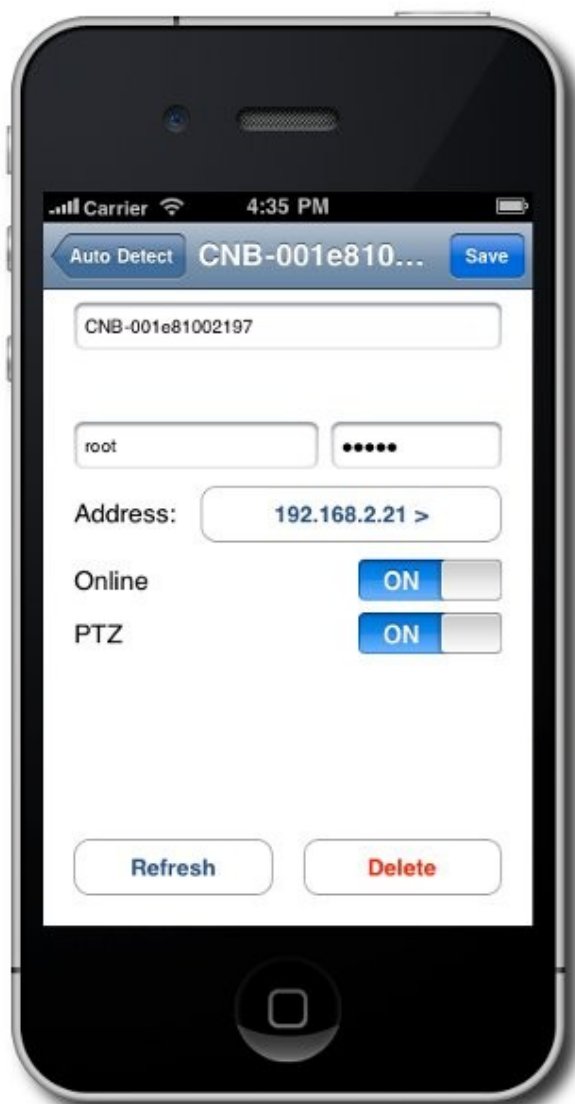 Carrier 4:35 PM
Auto Detect CNB-001e810... Save
CNB-001e81002197
root •••••
Address: 192.168.2.21 >
Online ON
PTZ ON
Refresh Delete